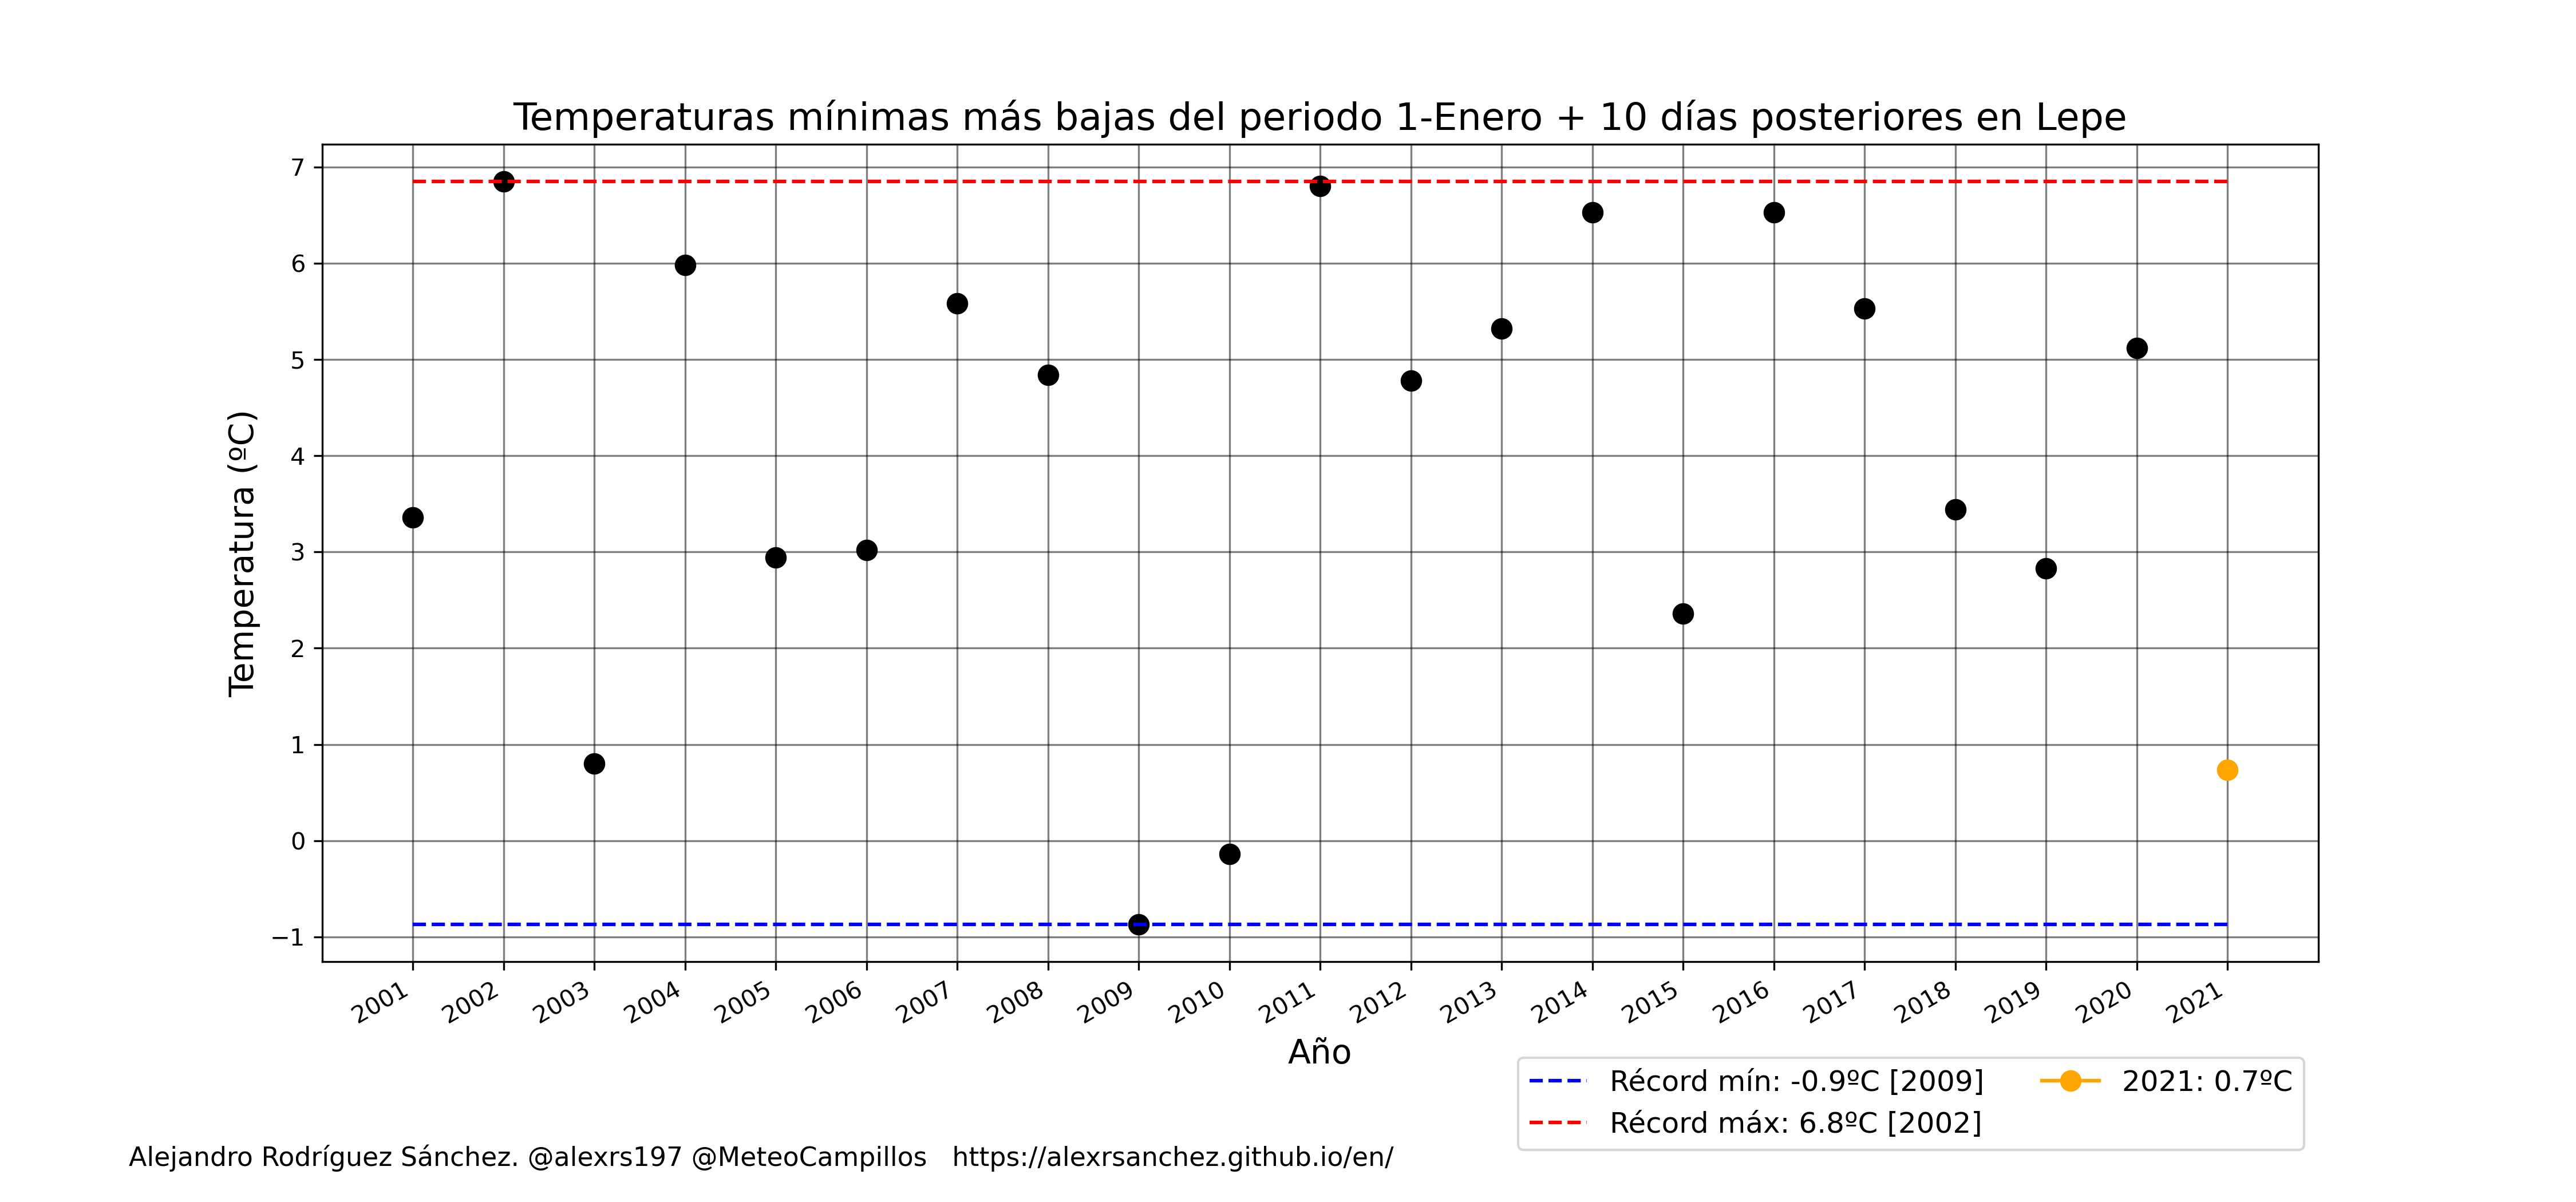 Temperaturas mínimas más bajas del periodo 1-Enero + 10 días posteriores en Lepe
Temperatura (ºC)
7
6
5
4
3
2
1
0
−1
2001 2002 2003 2004 2005 2006 2007 2008 2009 2010 2011 2012 2013 2014 2015 2016 2017 2018 2019 2020 2021
Año
Récord mín: -0.9ºC [2009]
Récord máx: 6.8ºC [2002]
2021: 0.7ºC
Alejandro Rodríguez Sánchez. @alexrs197 @MeteoCampillos https://alexrsanchez.github.io/en/